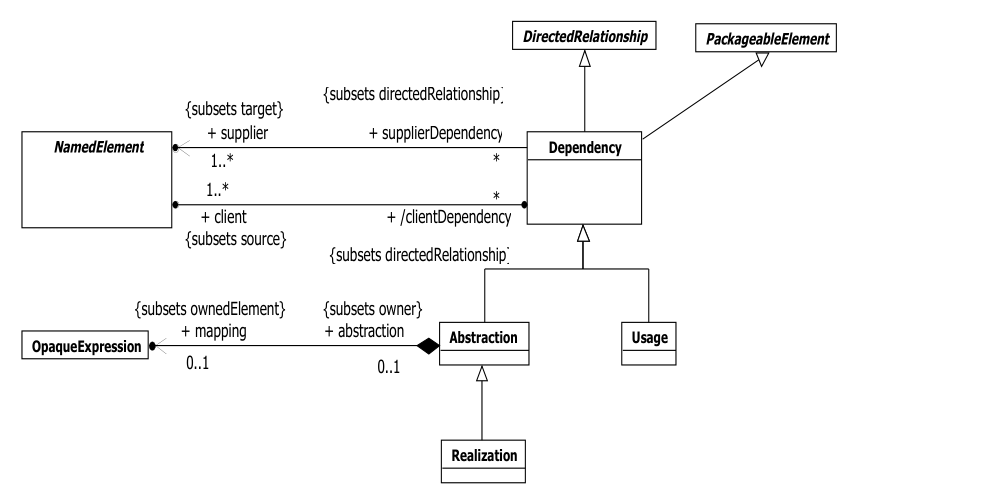 DirectedRelationship
PackageableElement
{subsets directedRelationship}
{subsets target}
+ supplier
+ supplierDependency
NamedElement
Dependency
1..*
*
1..*
*
+ client
+ /clientDependency
{subsets source}
{subsets directedRelationship}
{subsets ownedElement}
{subsets owner}
+ mapping
+ abstraction
Abstraction
Usage
OpaqueExpression
0..1
0..1
Realization